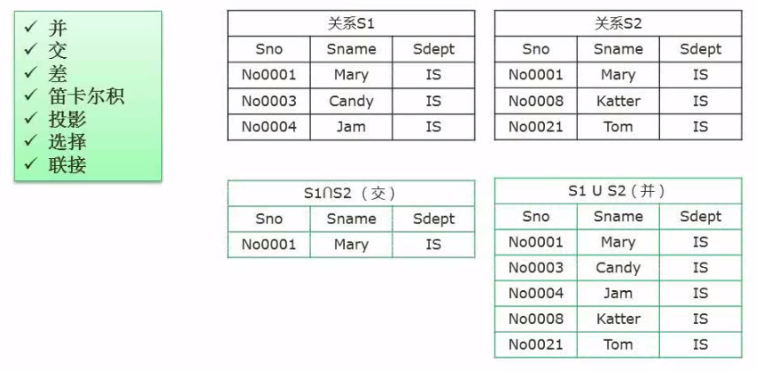 ✓ 并
✓ 交
✓ 差
✓ 笛卡尔积
✓ 投影
✓ 选择
✓ 联接
关系S1
Sno Sname Sdept
No0001 Mary IS
No0003 Candy IS
No0004 Jam IS
关系S2
Sno Sname Sdept
No0001 Mary IS
No0008 Katter IS
No0021 Tom IS
S1∩S2 （交）
Sno Sname Sdept
No0001 Mary IS
S1 U S2（并）
Sno Sname Sdept
No0001 Mary IS
No0003 Candy IS
No0004 Jam IS
No0008 Katter IS
No0021 Tom IS